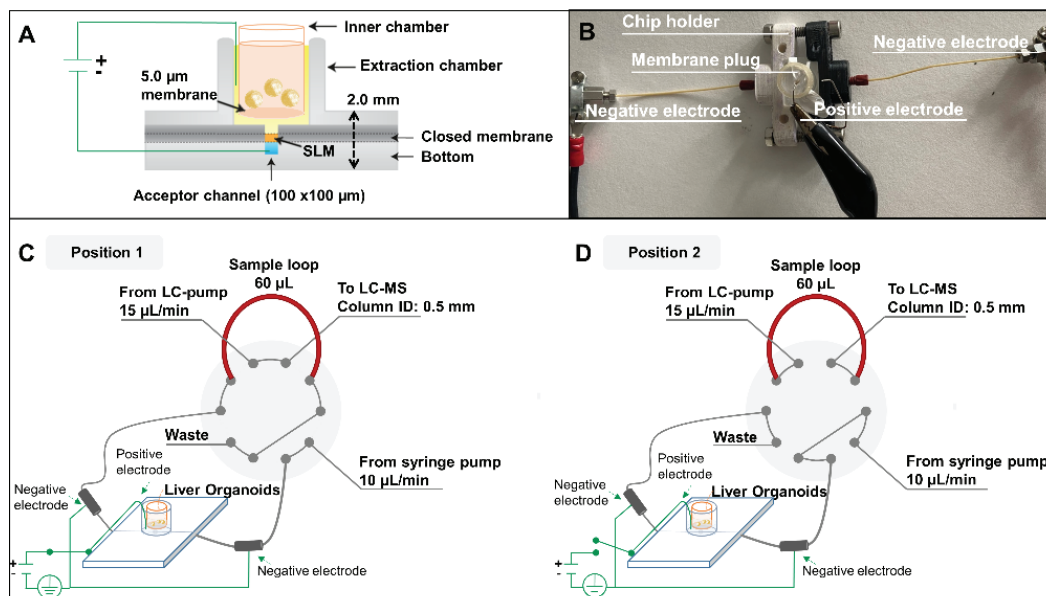 A
+
-
Inner chamber
Extraction chamber
5.0 µm
membrane
2.0 mm
Closed membrane
SLM
Bottom
Acceptor channel (100 x100 µm)
B
Chip holder
Membrane plug
Negative electrode
Negative electrode
Positive electrode
C
Position 1
Sample loop
60 µL
From LC-pump
15 µL/min
To LC-MS
Column ID: 0.5 mm
Waste
Positive
electrode
From syringe pump
10 µL/min
Negative
electrode
Liver Organoids
+
-
Negative electrode
D
Position 2
Sample loop
60 µL
From LC-pump
15 µL/min
To LC-MS
Column ID: 0.5 mm
Waste
Positive
electrode
From syringe pump
10 µL/min
Negative
electrode
Liver Organoids
+
-
Negative electrode